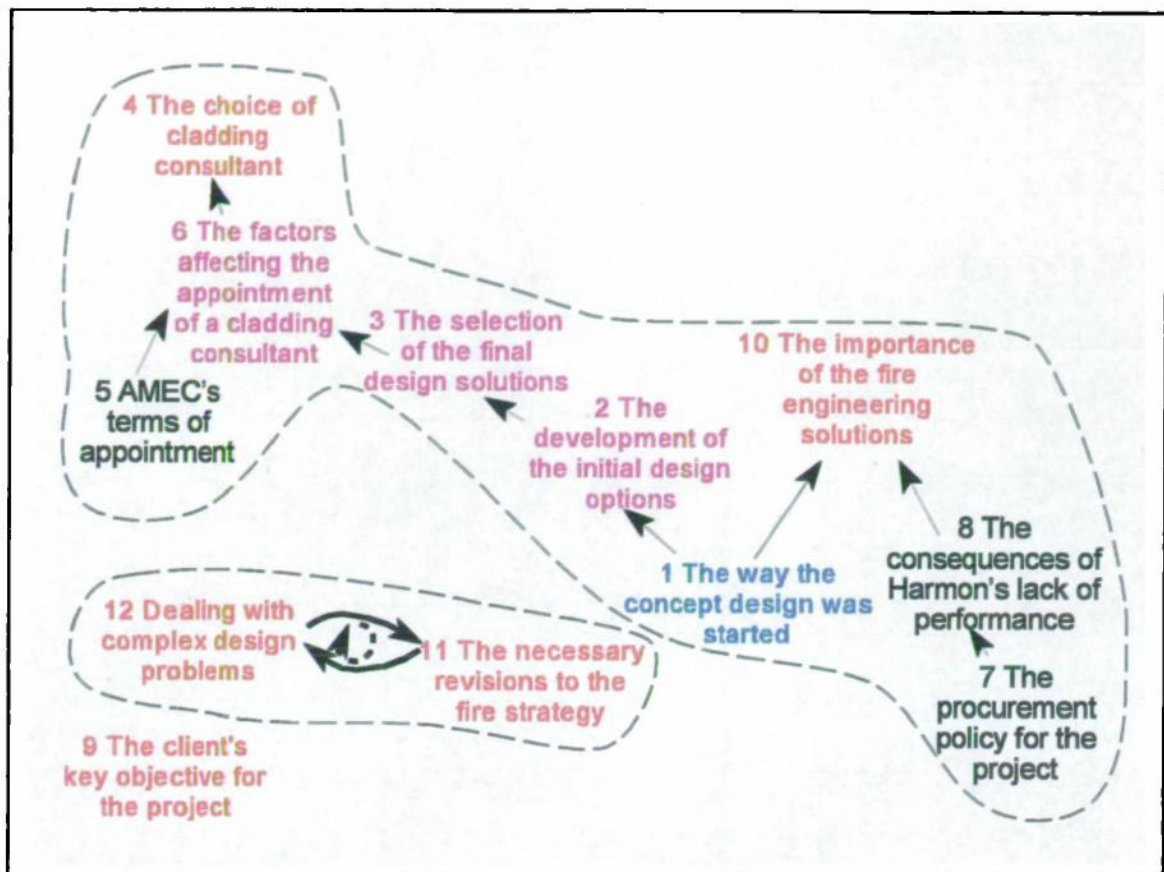 4 The choice of
cladding
consultant
6 The factors
affecting the
appointment
of a cladding
consultant
3 The selection
of the final
design solutions
10 The importance
of the fire
engineering
solutions
5 AMEC's
terms of
appointment
2 The
development of
the initial design
options
8 The
consequences of
Harmon's lack of
performance
1 The way the
concept design was
started
12 Dealing with
complex design
problems
11 The necessary
revisions to the
fire strategy
7 The
procurement
policy for the
project
9 The client's
key objective for
the project